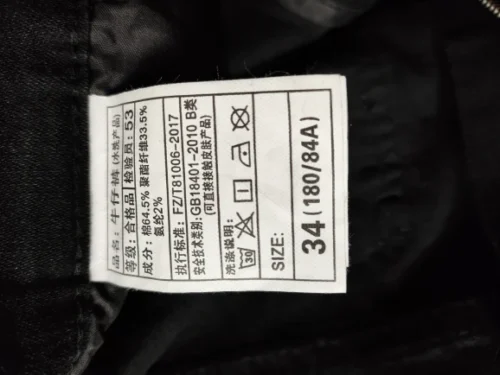 品名: 牛仔裤 (水洗产品)
等级: 合格品 检验员: 53
成分: 棉64.5% 聚酯纤维33.5%
氨纶2%
执行标准: FZ/T81006-2017
安全技术类别:GB18401-2010 B类
(可直接接触皮肤产品)
洗涤说明:
30
SIZE:
34(180/84A)